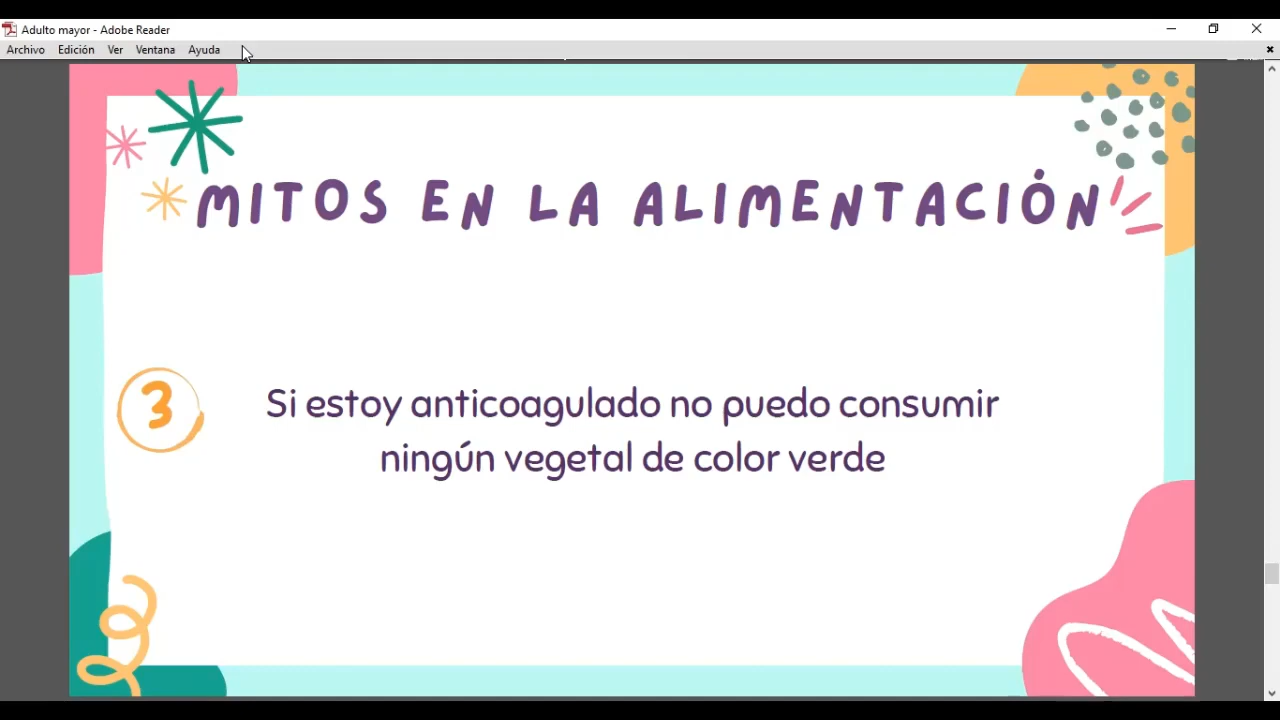 Adulto mayor - Adobe Reader
Archivo Edición Ver Ventana Ayuda
MITOS EN LA ALIMENTACIÓN
3
Si estoy anticoagulado no puedo consumir
ningún vegetal de color verde